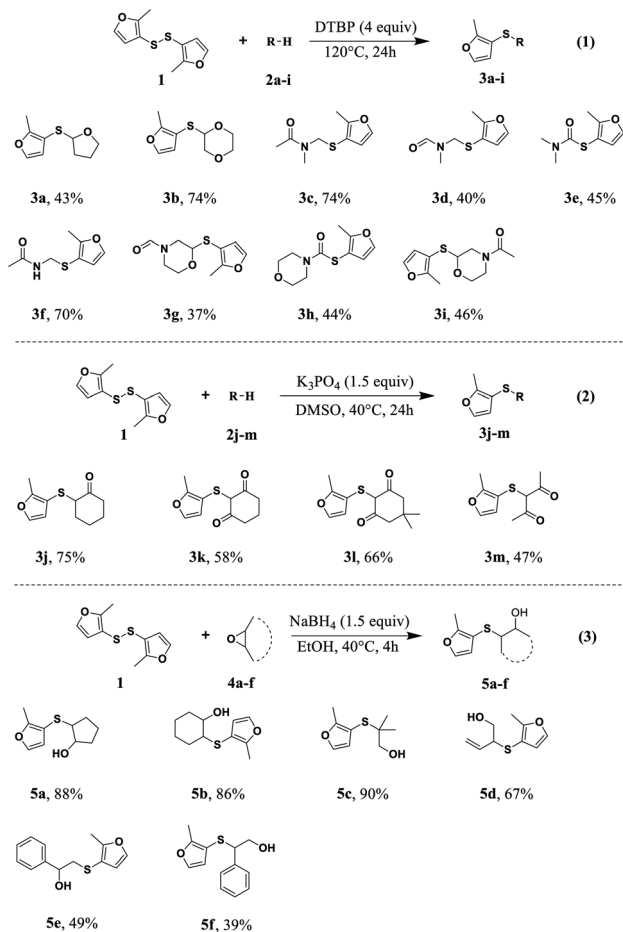 DTBP (4 equiv)
+ R-H
120°C, 24h
(1)
1 2a-i 3a-i
3a, 43% 3b, 74% 3c, 74% 3d, 40% 3e, 45%
3f, 70% 3g, 37% 3h, 44% 3i, 46%
K3PO4 (1.5 equiv)
+ R-H
DMSO, 40°C, 24h
(2)
1 2j-m 3j-m
3j, 75% 3k, 58% 3l, 66% 3m, 47%
NaBH4 (1.5 equiv)
+
EtOH, 40°C, 4h
(3)
1 4a-f 5a-f
5a, 88% 5b, 86% 5c, 90% 5d, 67%
5e, 49% 5f, 39%